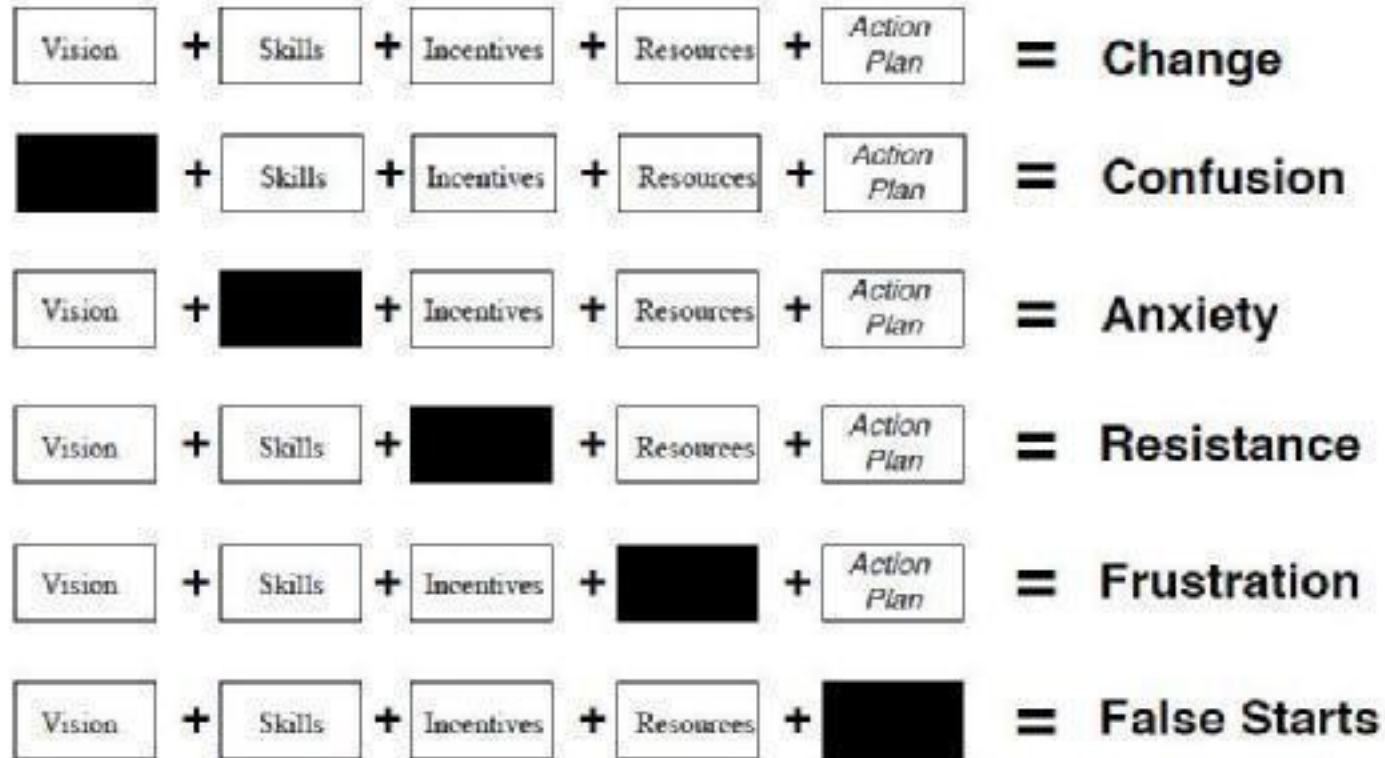 Vision + Skills + Incentives + Resources + Action Plan = Change
+ Skills + Incentives + Resources + Action Plan = Confusion
Vision + + Incentives + Resources + Action Plan = Anxiety
Vision + Skills + + Resources + Action Plan = Resistance
Vision + Skills + Incentives + + Action Plan = Frustration
Vision + Skills + Incentives + Resources + = False Starts